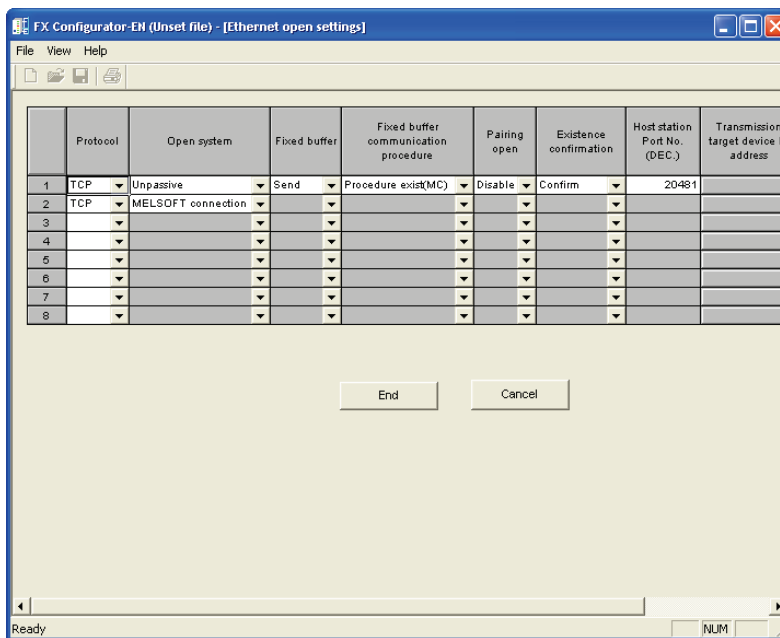 FX Configurator-EN (Unset file) - [Ethernet open settings]
File View Help
Protocol Open system Fixed buffer Fixed buffer communication procedure Pairing open Existence confirmation Host station Port No. (DEC.) Transmission target device address
1 TCP Unpassive Send Procedure exist(MC) Disable Confirm 20481
2 TCP MELSOFT connection
3
4
5
6
7
8
End Cancel
Ready NUM